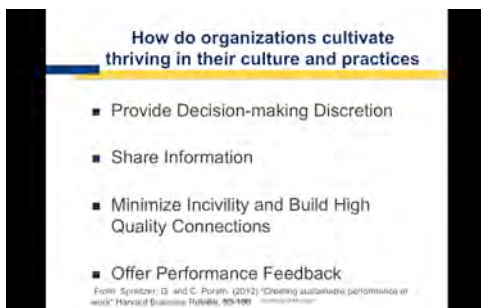 How do organizations cultivate
thriving in their culture and practices
■ Provide Decision-making Discretion
■ Share Information
■ Minimize Incivility and Build High
Quality Connections
■ Offer Performance Feedback
From: Spreitzer, G. and C. Porath. (2012) "Creating sustainable performance at
work" Harvard Business Review,